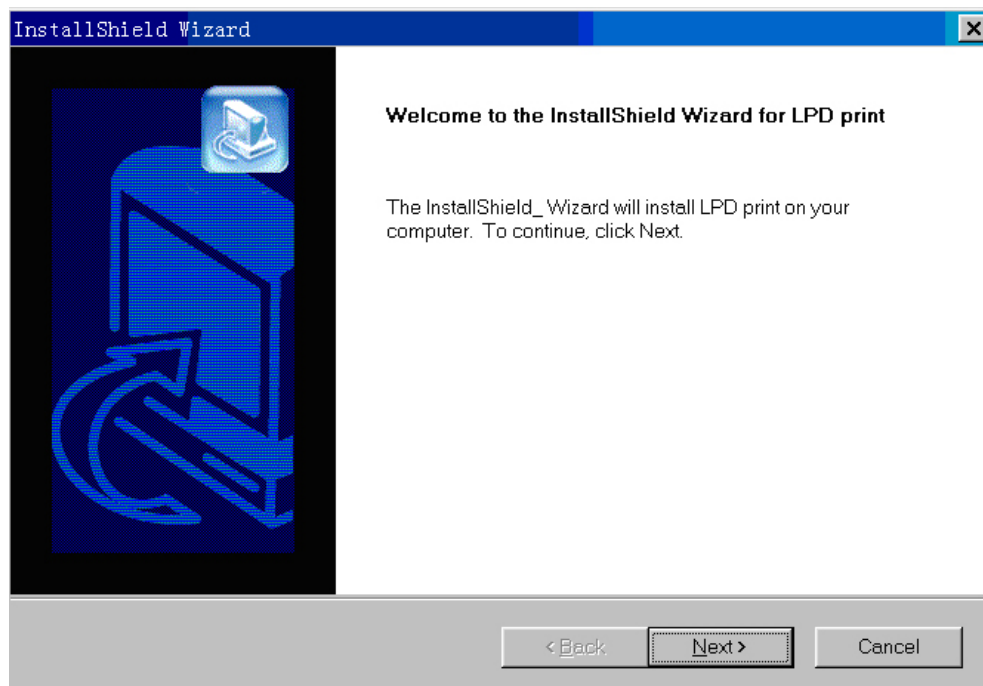 InstallShield Wizard
Welcome to the InstallShield Wizard for LPD print
The InstallShield_ Wizard will install LPD print on your
computer. To continue, click Next.
< Back
Next >
Cancel